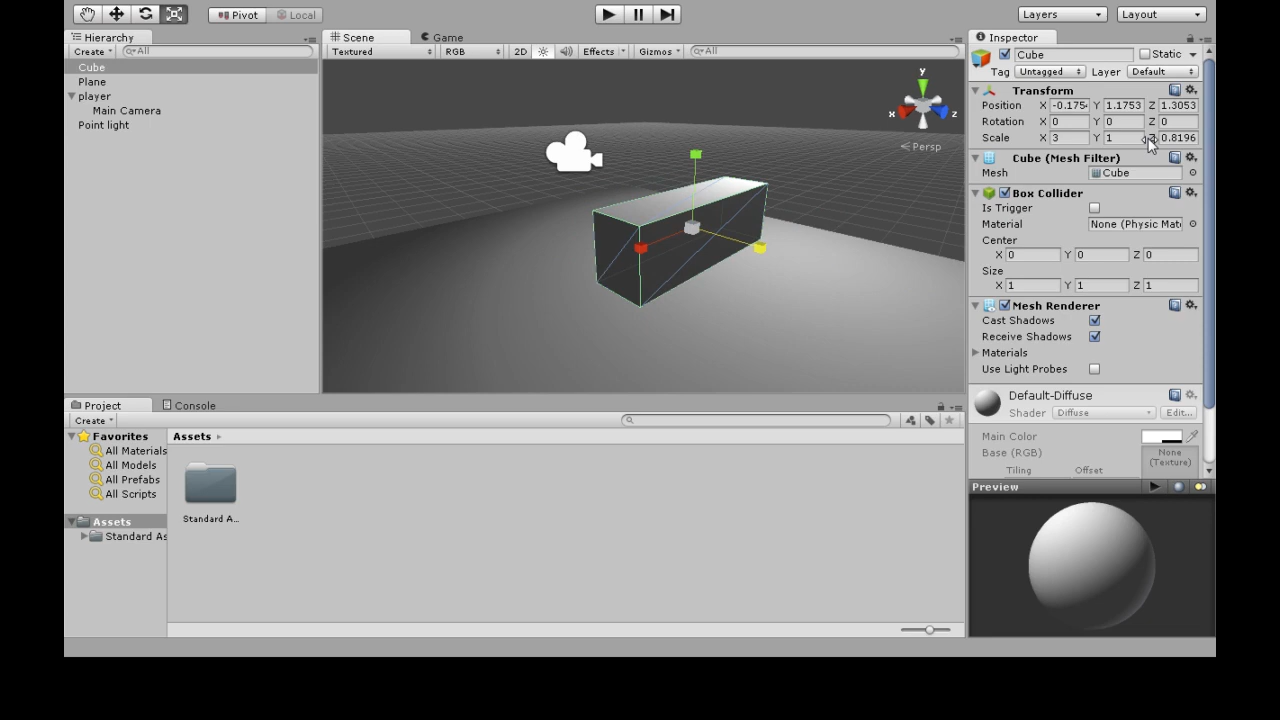 Pivot Local Layers Layout
Hierarchy
Create All
Cube
Plane
player
Main Camera
Point light
Scene Game
Textured RGB 2D Effects Gizmos All
y
x z
Persp
Inspector
Cube Static
Tag Untagged Layer Default
Transform
Position X -0.175 Y 1.1753 Z 1.3053
Rotation X 0 Y 0 Z 0
Scale X 3 Y 1 Z 0.8196
Cube (Mesh Filter)
Mesh Cube
Box Collider
Is Trigger
Material None (Physic Mat
Center
X 0 Y 0 Z 0
Size
X 1 Y 1 Z 1
Mesh Renderer
Cast Shadows
Receive Shadows
Materials
Use Light Probes
Default-Diffuse
Shader Diffuse Edit...
Main Color
Base (RGB) None
(Texture)
Tiling Offset
Preview
Project Console
Create
Favorites
All Materials
All Models
All Prefabs
All Scripts
Assets
Standard As
Assets
Standard A...